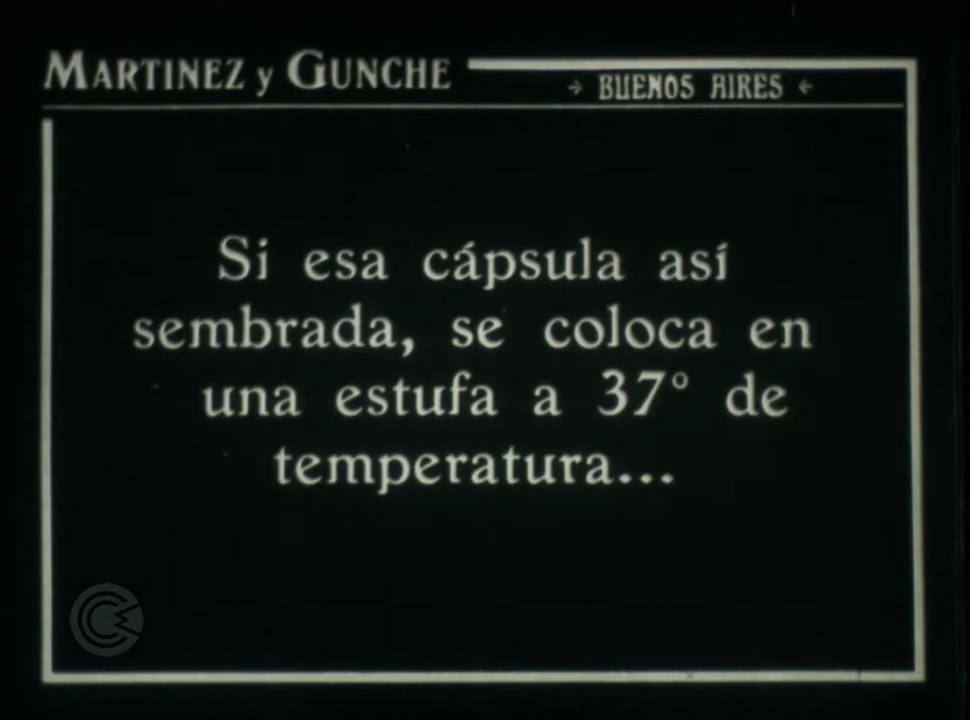 MARTINEZ y GUNCHE
BUENOS AIRES
Si esa cápsula así
sembrada, se coloca en
una estufa a 37° de
temperatura...